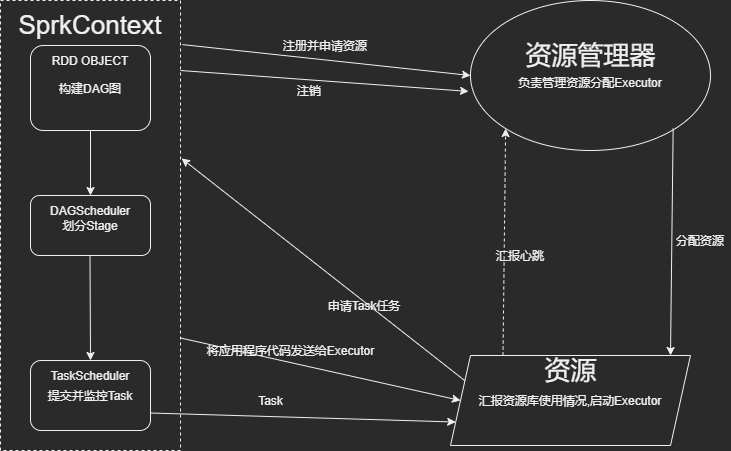 SprkContext
RDD OBJECT
构建DAG图
DAGScheduler
划分Stage
TaskScheduler
提交并监控Task
注册并申请资源
注销
资源管理器
负责管理资源分配Executor
汇报心跳
分配资源
申请Task任务
将应用程序代码发送给Executor
Task
资源
汇报资源库使用情况,启动Executor